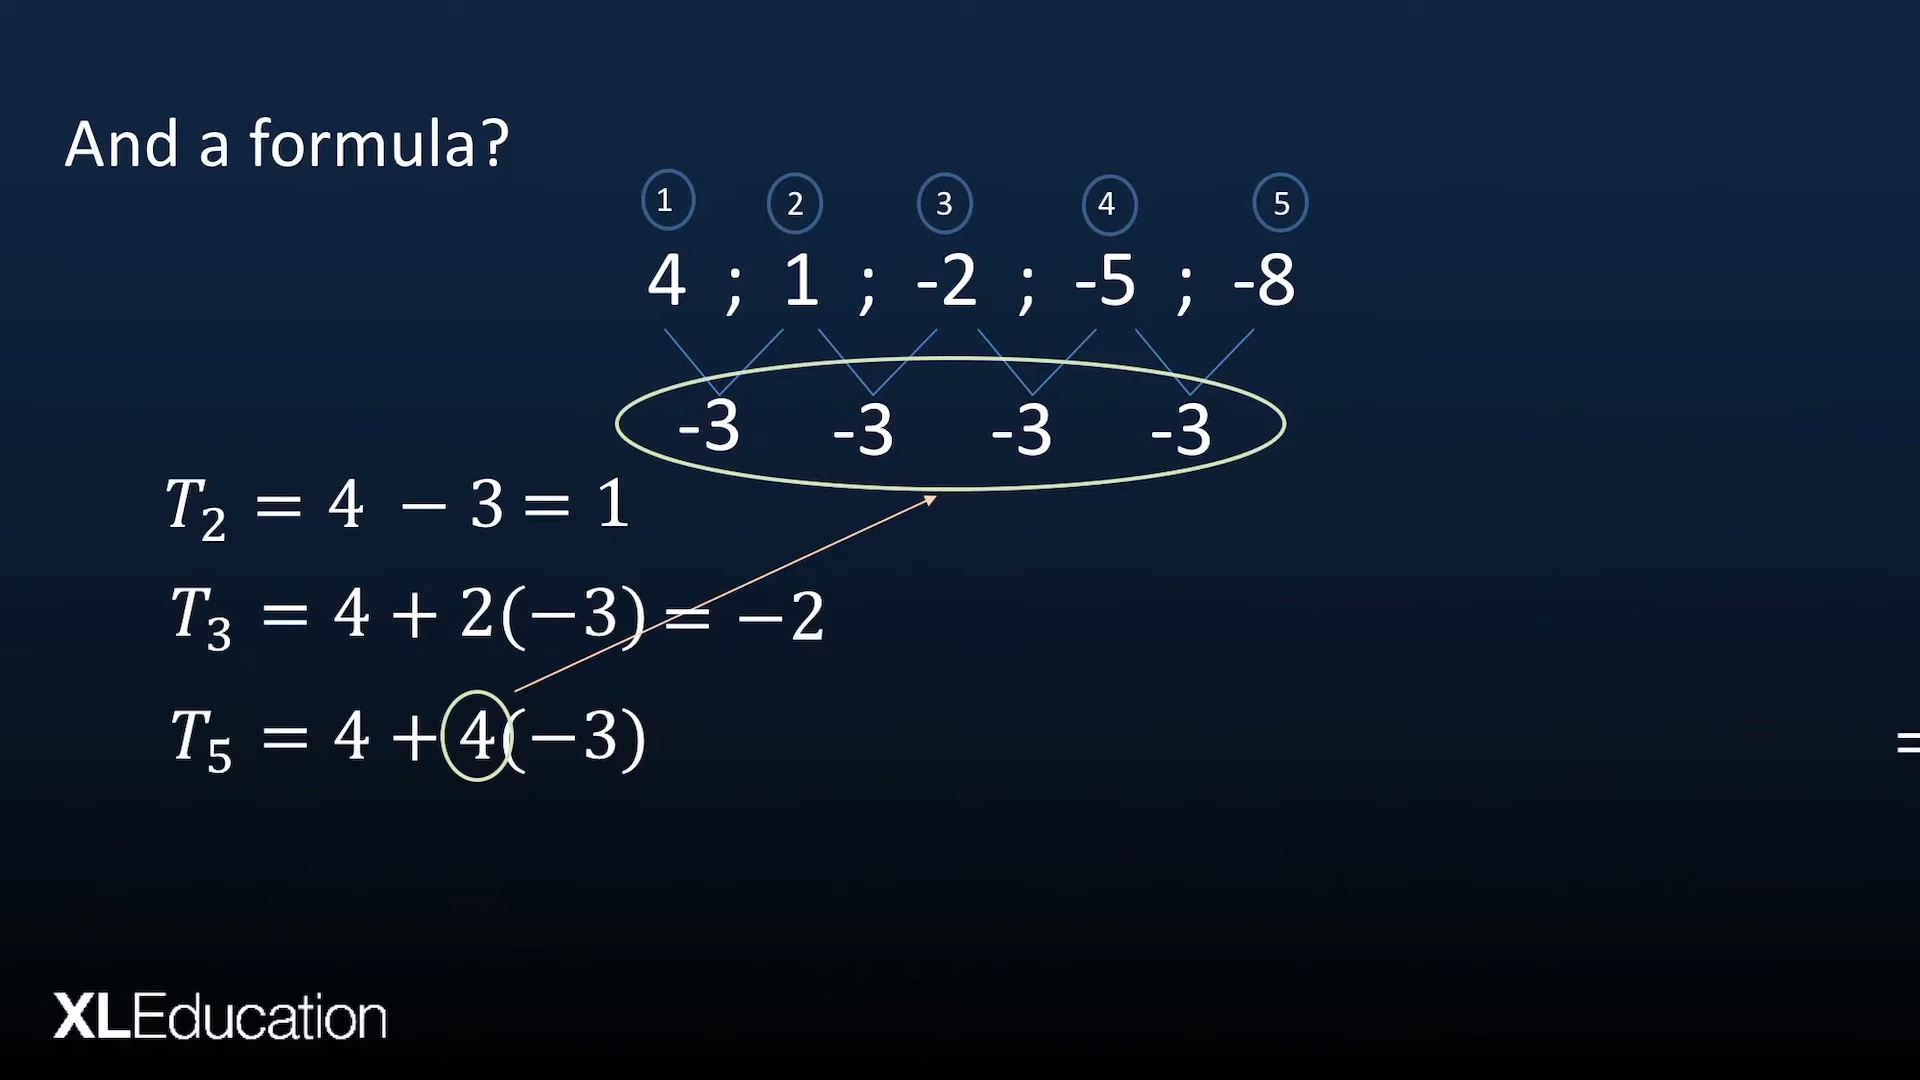 And a formula?
1 2 3 4 5
4 ; 1 ; -2 ; -5 ; -8
-3 -3 -3 -3
T₂ = 4 − 3 = 1
T₃ = 4 + 2(−3) = −2
T₅ = 4 + 4(−3)
=
XLEducation